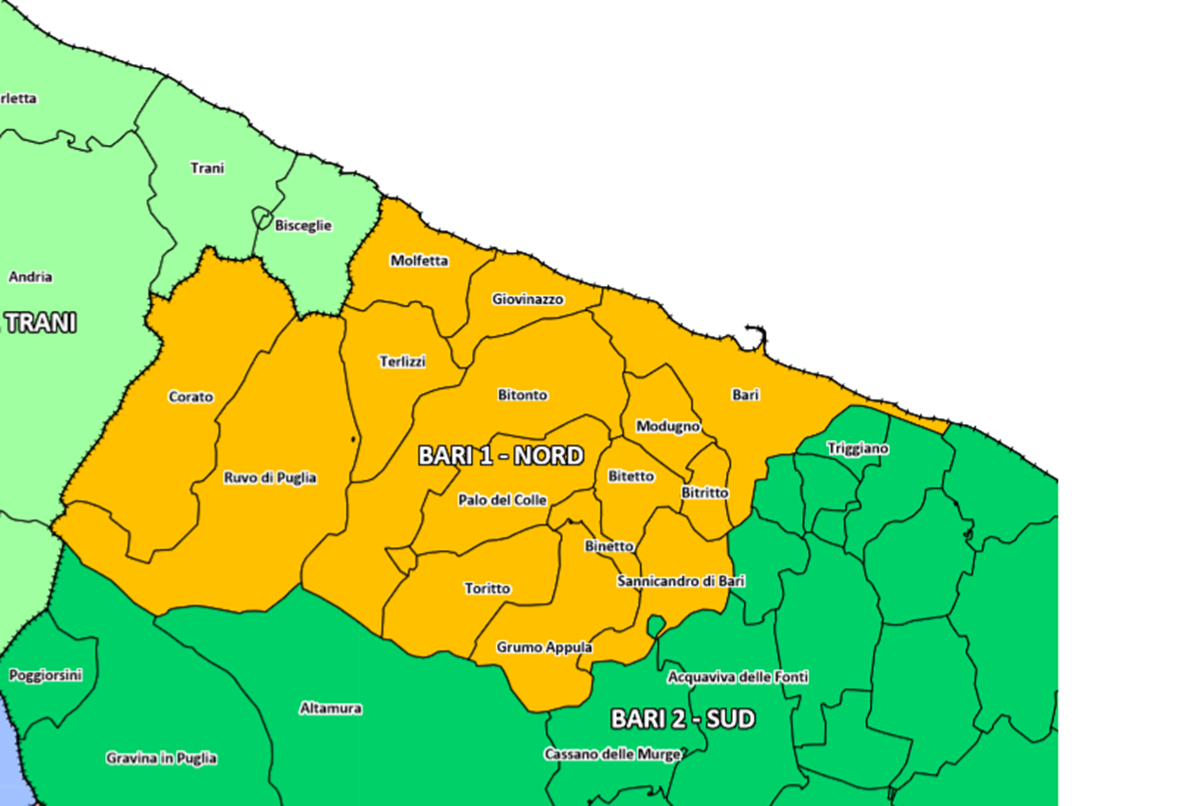 rletta
Trani
Bisceglie
Andria
TRANI
Molfetta
Giovinazzo
Terlizzi
Corato
Bitonto
Bari
Modugno
BARI 1 - NORD
Triggiano
Ruvo di Puglia
Bitetto
Bitritto
Palo del Colle
Binetto
Toritto
Sannicandro di Bari
Grumo Appula
Poggiorsini
Acquaviva delle Fonti
Altamura
BARI 2 - SUD
Gravina in Puglia
Cassano delle Murge